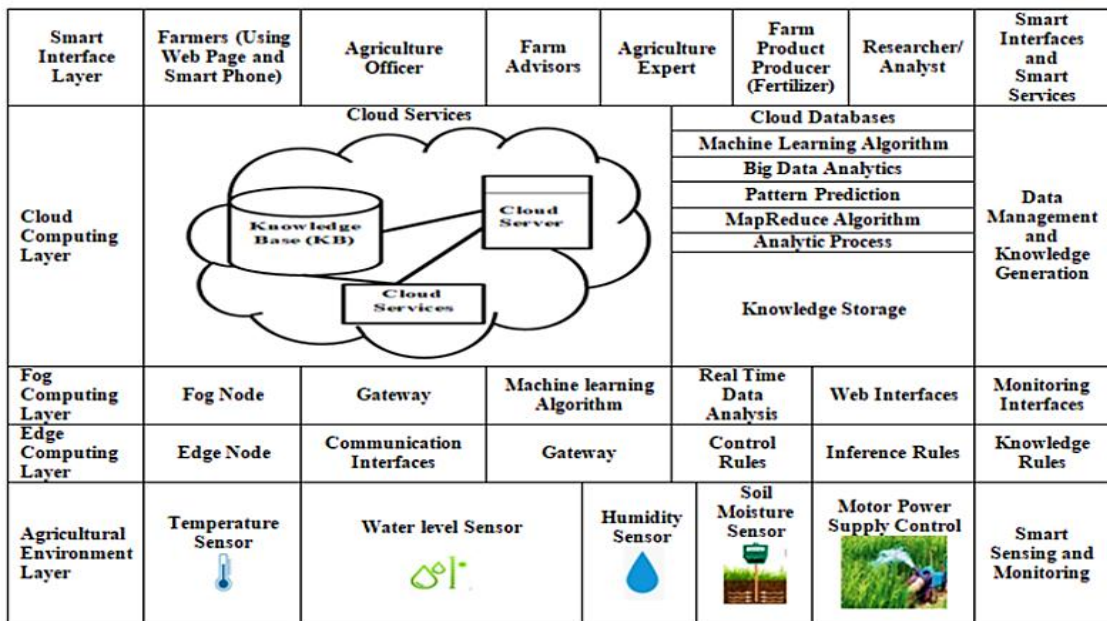 Smart
Interface
Layer
Farmers (Using
Web Page and
Smart Phone)
Agriculture
Officer
Farm
Advisors
Agriculture
Expert
Farm
Product
Producer
(Fertilizer)
Researcher/
Analyst
Smart
Interfaces
and
Smart
Services
Cloud
Computing
Layer
Cloud Services
Knowledge
Base (KB)
Cloud
Server
Cloud
Services
Cloud Databases
Machine Learning Algorithm
Big Data Analytics
Pattern Prediction
MapReduce Algorithm
Analytic Process
Knowledge Storage
Data
Management
and
Knowledge
Generation
Fog
Computing
Layer
Fog Node
Gateway
Machine learning
Algorithm
Real Time
Data
Analysis
Web Interfaces
Monitoring
Interfaces
Edge
Computing
Layer
Edge Node
Communication
Interfaces
Gateway
Control
Rules
Inference Rules
Knowledge
Rules
Agricultural
Environment
Layer
Temperature
Sensor
Water level Sensor
Humidity
Sensor
Soil
Moisture
Sensor
Motor Power
Supply Control
Smart
Sensing and
Monitoring